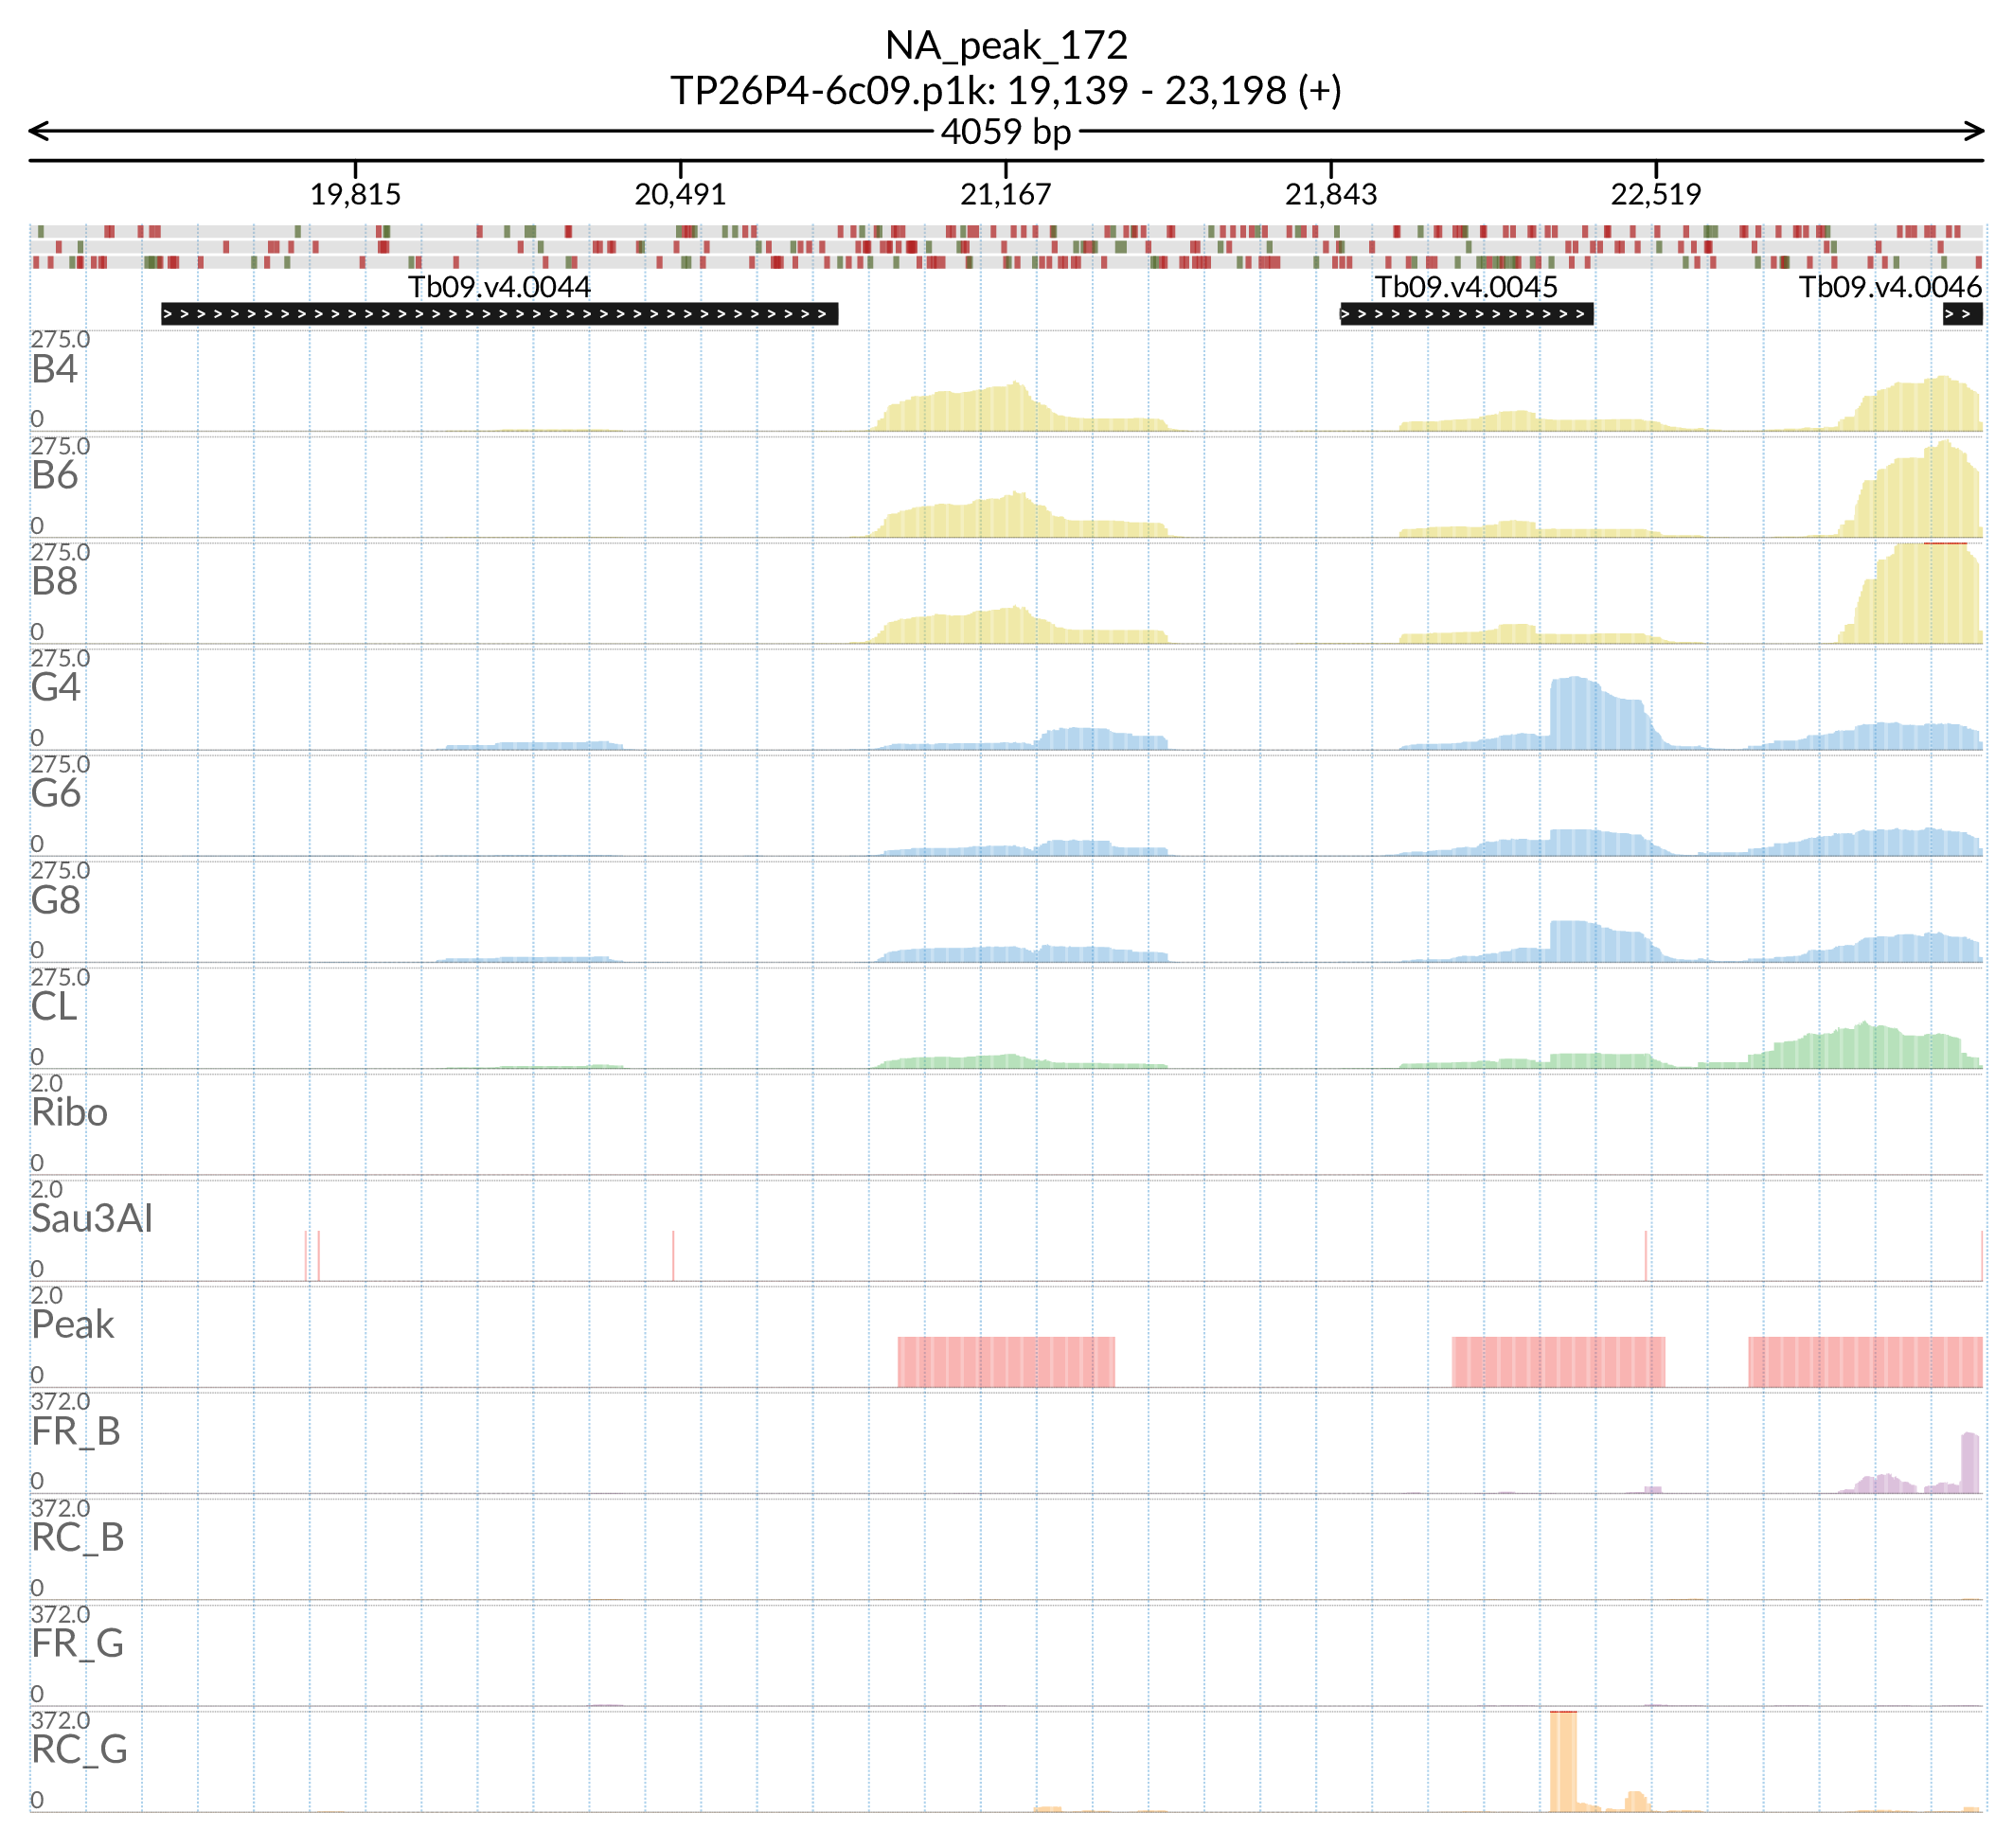 NA_peak_172
TP26P4-6c09.p1k: 19,139 - 23,198 (+)
4059 bp
19,815 20,491 21,167 21,843 22,519
Tb09.v4.0044 Tb09.v4.0045 Tb09.v4.0046
275.0
B4
0
275.0
B6
0
275.0
B8
0
275.0
G4
0
275.0
G6
0
275.0
G8
0
275.0
CL
0
2.0
Ribo
0
2.0
Sau3AI
0
2.0
Peak
0
372.0
FR_B
0
372.0
RC_B
0
372.0
FR_G
0
372.0
RC_G
0